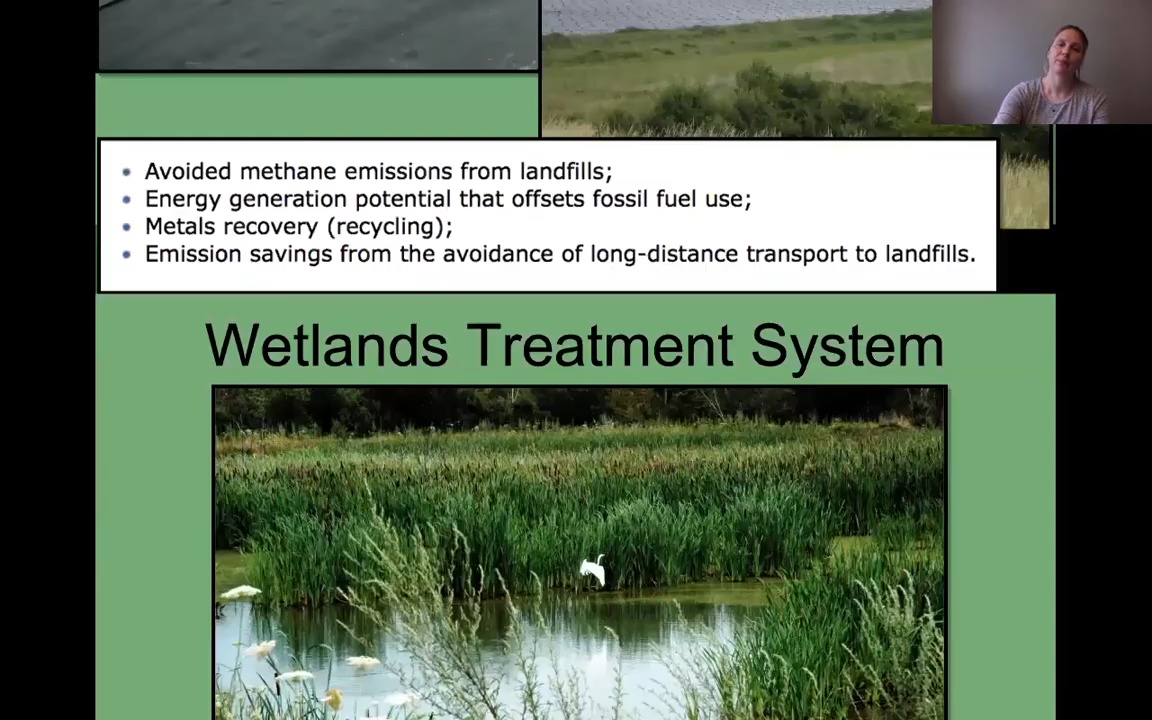 Avoided methane emissions from landfills;
Energy generation potential that offsets fossil fuel use;
Metals recovery (recycling);
Emission savings from the avoidance of long-distance transport to landfills.
Wetlands Treatment System